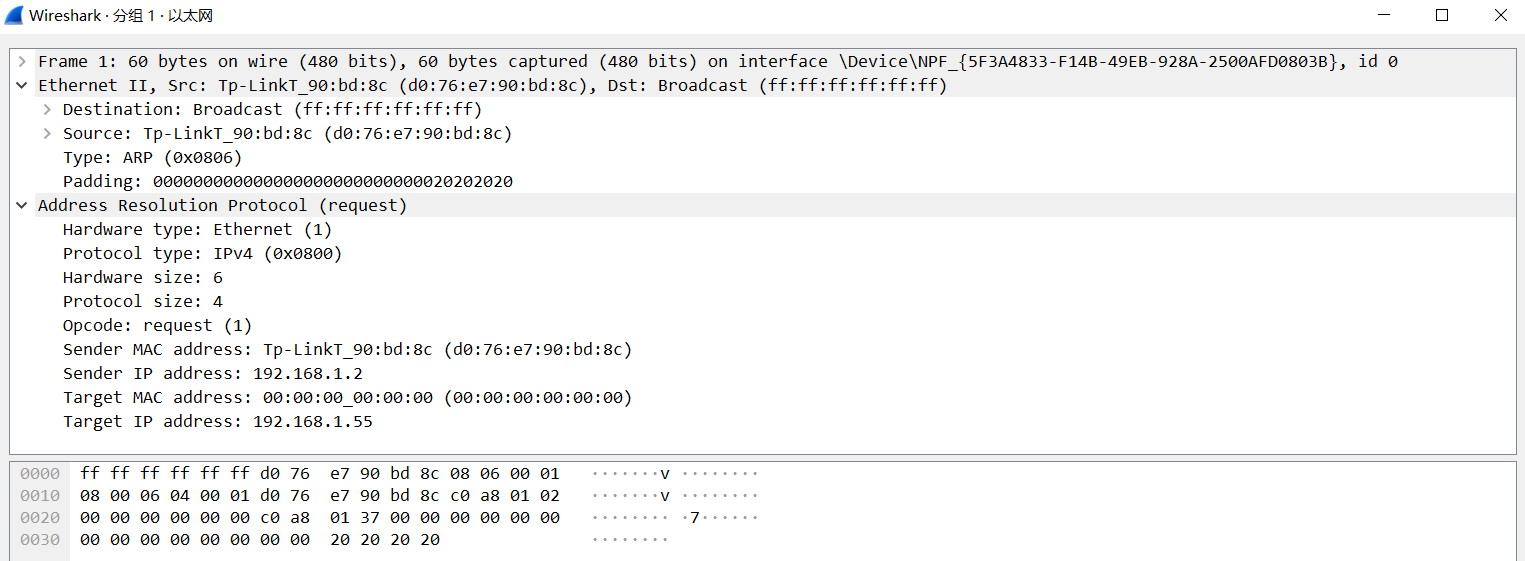 Wireshark · 分组 1 · 以太网
Frame 1: 60 bytes on wire (480 bits), 60 bytes captured (480 bits) on interface \Device\NPF_{5F3A4833-F14B-49EB-928A-2500AFD0803B}, id 0
Ethernet II, Src: Tp-LinkT_90:bd:8c (d0:76:e7:90:bd:8c), Dst: Broadcast (ff:ff:ff:ff:ff:ff)
Destination: Broadcast (ff:ff:ff:ff:ff:ff)
Source: Tp-LinkT_90:bd:8c (d0:76:e7:90:bd:8c)
Type: ARP (0x0806)
Padding: 000000000000000000000000000020202020
Address Resolution Protocol (request)
Hardware type: Ethernet (1)
Protocol type: IPv4 (0x0800)
Hardware size: 6
Protocol size: 4
Opcode: request (1)
Sender MAC address: Tp-LinkT_90:bd:8c (d0:76:e7:90:bd:8c)
Sender IP address: 192.168.1.2
Target MAC address: 00:00:00_00:00:00 (00:00:00:00:00:00)
Target IP address: 192.168.1.55
0000 ff ff ff ff ff ff d0 76 e7 90 bd 8c 08 06 00 01 ·······v ········
0010 08 00 06 04 00 01 d0 76 e7 90 bd 8c c0 a8 01 02 ·······v ········
0020 00 00 00 00 00 00 c0 a8 01 37 00 00 00 00 00 00 ········ ·7······
0030 00 00 00 00 00 00 00 00 20 20 20 20 ········